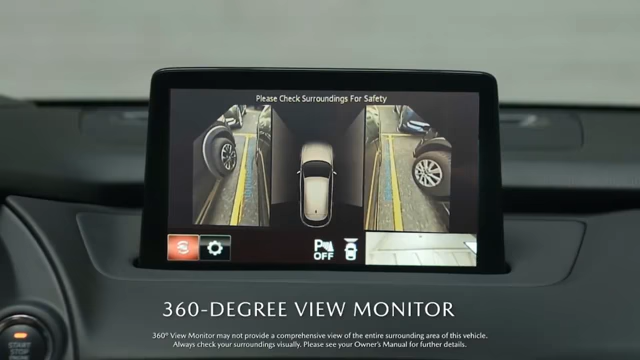 Please Check Surroundings For Safety
P
OFF
360-DEGREE VIEW MONITOR
360° View Monitor may not provide a comprehensive view of the entire surrounding area of this vehicle.
Always check your surroundings visually. Please see your Owner's Manual for further details.
START
STOP